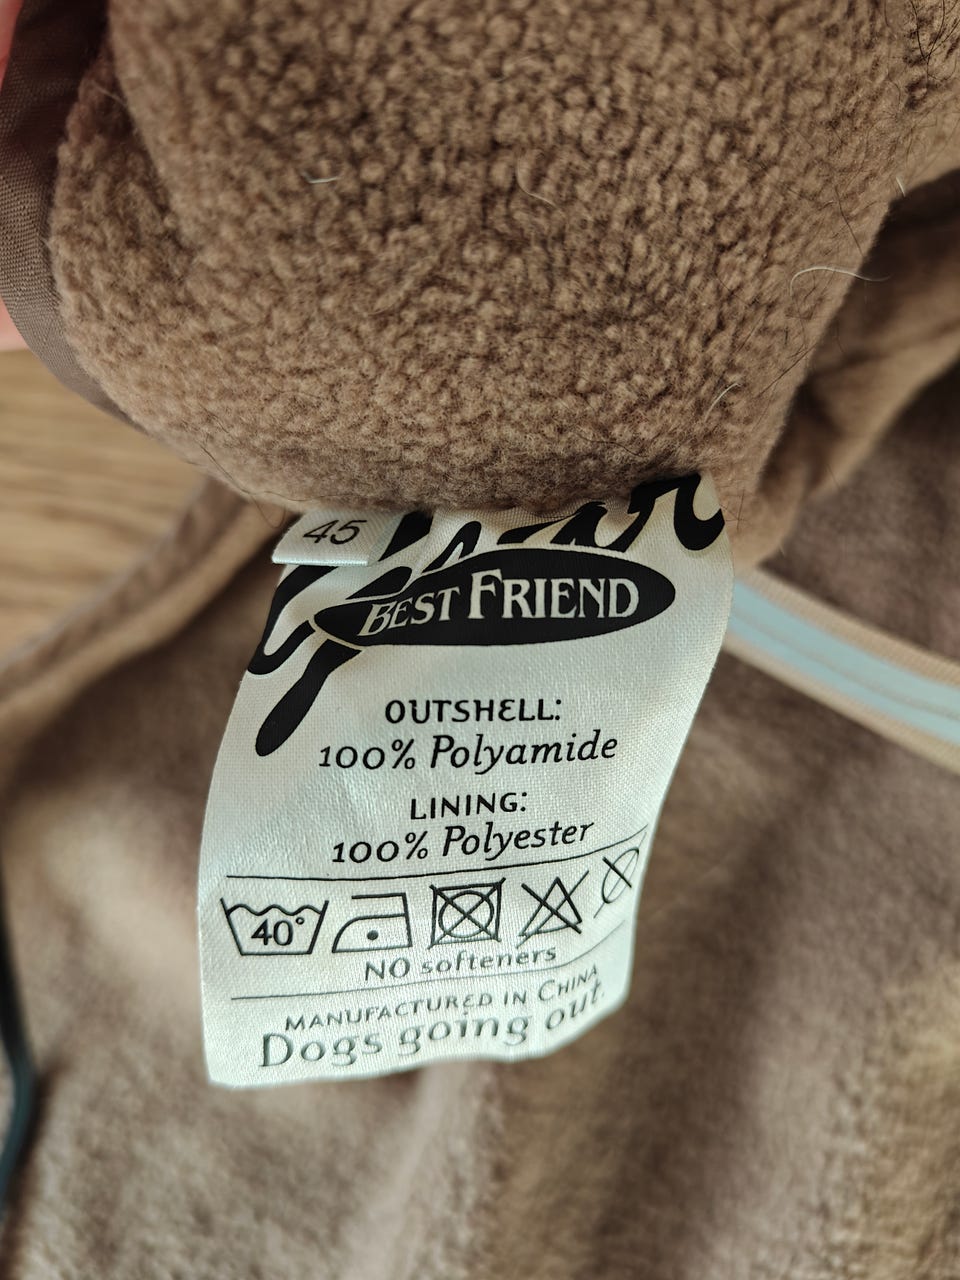 45
BEST FRIEND
OUTSHELL:
100% Polyamide
LINING:
100% Polyester
40°
NO softeners
MANUFACTURED IN CHINA
Dogs going out.